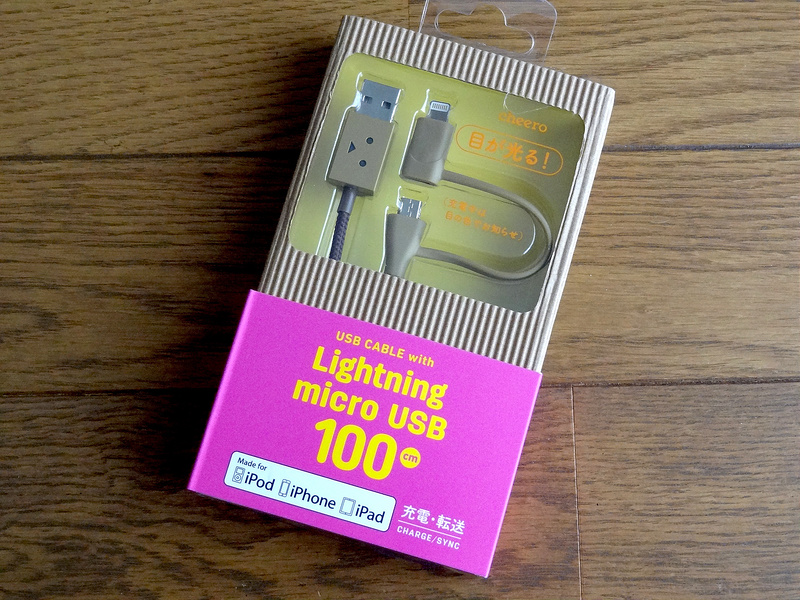 cheero
目が光る!
USB CABLE with
Lightning
micro USB
100cm
Made for
iPod iPhone iPad
充電・転送
CHARGE/SYNC